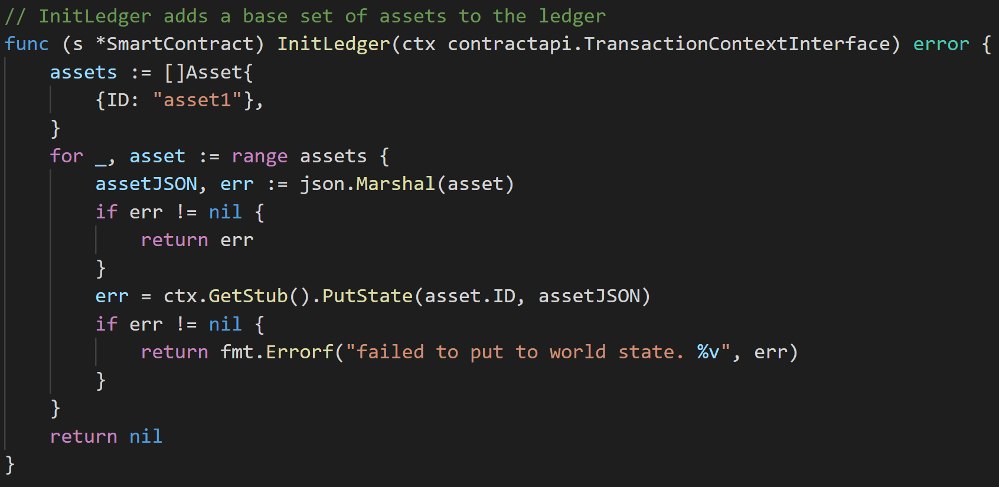 // InitLedger adds a base set of assets to the ledger
func (s *SmartContract) InitLedger(ctx contractapi.TransactionContextInterface) error {
    assets := []Asset{
        {ID: "asset1"},
    }
    for _, asset := range assets {
        assetJSON, err := json.Marshal(asset)
        if err != nil {
            return err
        }
        err = ctx.GetStub().PutState(asset.ID, assetJSON)
        if err != nil {
            return fmt.Errorf("failed to put to world state. %v", err)
        }
    }
    return nil
}